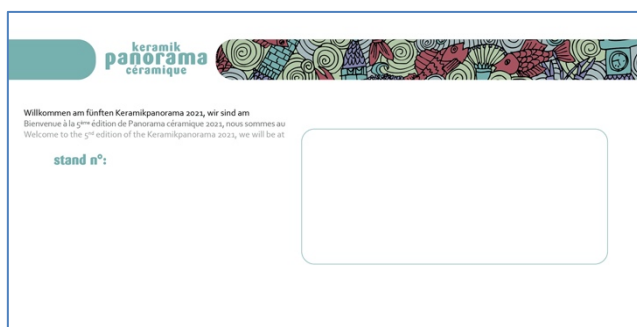 keramik
panorama
céramique
Willkommen am fünften Keramikpanorama 2021, wir sind am
Bienvenue à la 5ème édition de Panorama céramique 2021, nous sommes au
Welcome to the 5nd edition of the Keramikpanorama 2021, we will be at
stand n°: